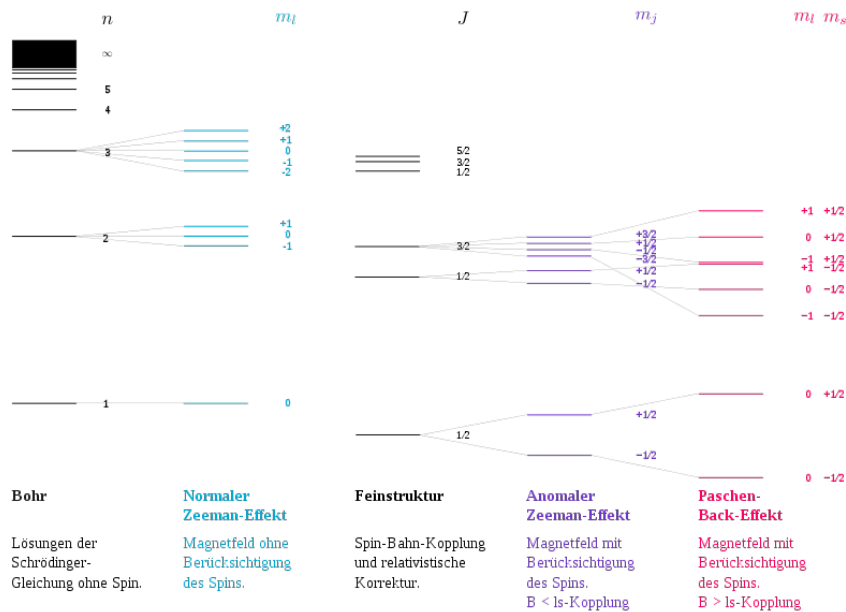 n m_l J m_j m_l m_s
∞
5
4
3
+2
+1
0
-1
-2
5/2
3/2
1/2
2
+1
0
-1
3/2
1/2
+3/2
+1/2
−1/2
−3/2
+1/2
−1/2
+1 +1/2
0 +1/2
−1 +1/2
+1 −1/2
0 −1/2
−1 −1/2
1
0
1/2
+1/2
−1/2
0 +1/2
0 −1/2
Bohr
Lösungen der
Schrödinger-
Gleichung ohne Spin.
Normaler
Zeeman-Effekt
Magnetfeld ohne
Berücksichtigung
des Spins.
Feinstruktur
Spin-Bahn-Kopplung
und relativistische
Korrektur.
Anomaler
Zeeman-Effekt
Magnetfeld mit
Berücksichtigung
des Spins.
B < ls-Kopplung
Paschen-
Back-Effekt
Magnetfeld mit
Berücksichtigung
des Spins.
B > ls-Kopplung